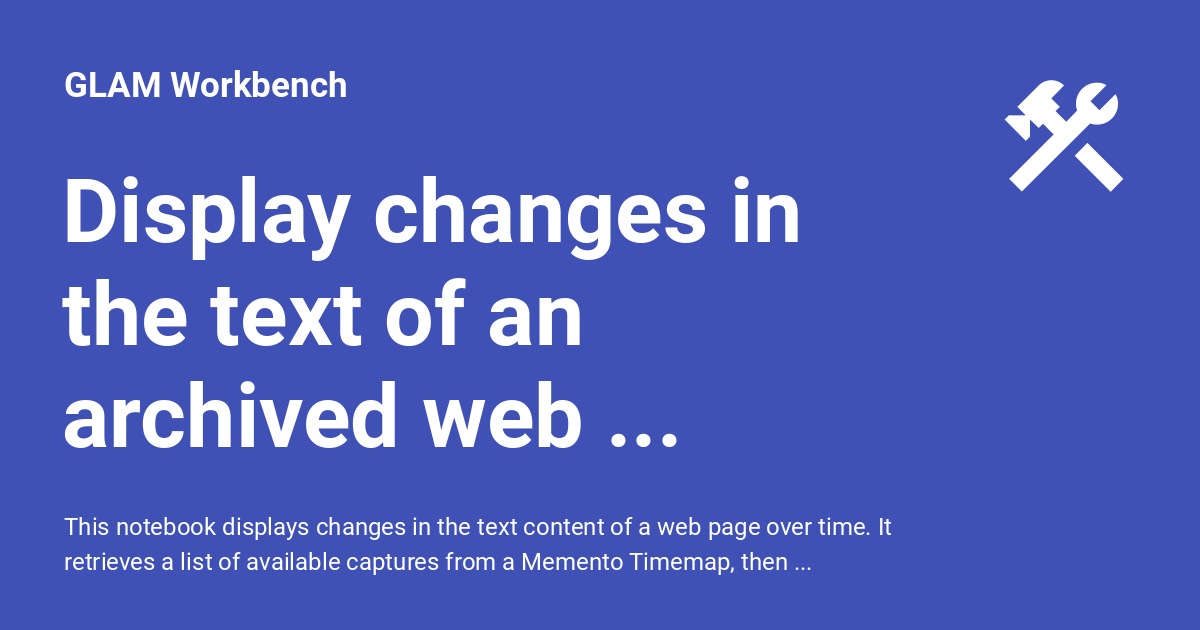 GLAM Workbench
Display changes in
the text of an
archived web ...
This notebook displays changes in the text content of a web page over time. It
retrieves a list of available captures from a Memento Timemap, then ...